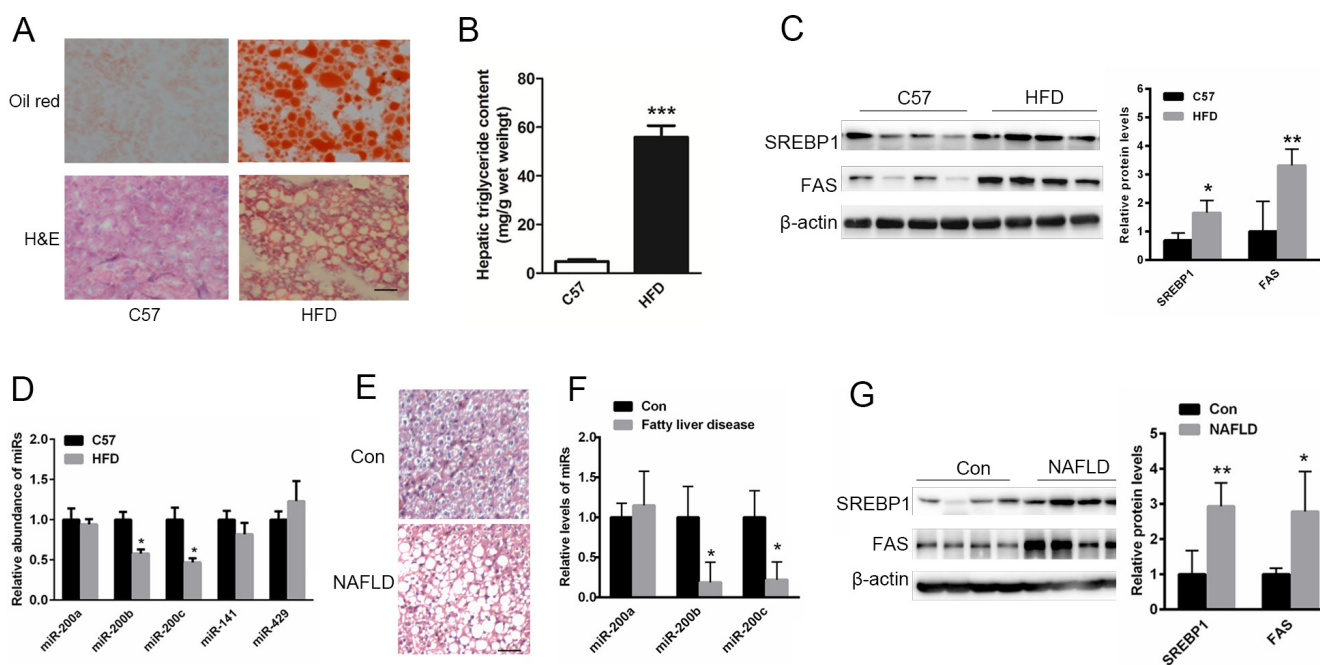 A
Oil red
H&E
C57
HFD
B
Hepatic triglyceride content
(mg/g wet weihgt)
80
60
40
20
0
***
C57
HFD
C
C57
HFD
SREBP1
FAS
β-actin
C57
HFD
Relative protein levels
6
5
4
3
2
1
0
*
**
SREBP1
FAS
D
C57
HFD
Relative abundance of miRs
2.0
1.5
1.0
0.5
0.0
*
*
miR-200a
miR-200b
miR-200c
miR-141
miR-429
E
Con
NAFLD
F
Con
Fatty liver disease
Relative levels of miRs
2.0
1.5
1.0
0.5
0.0
*
*
miR-200a
miR-200b
miR-200c
G
Con
NAFLD
SREBP1
FAS
β-actin
Con
NAFLD
Relative protein levels
5
4
3
2
1
0
**
*
SREBP1
FAS